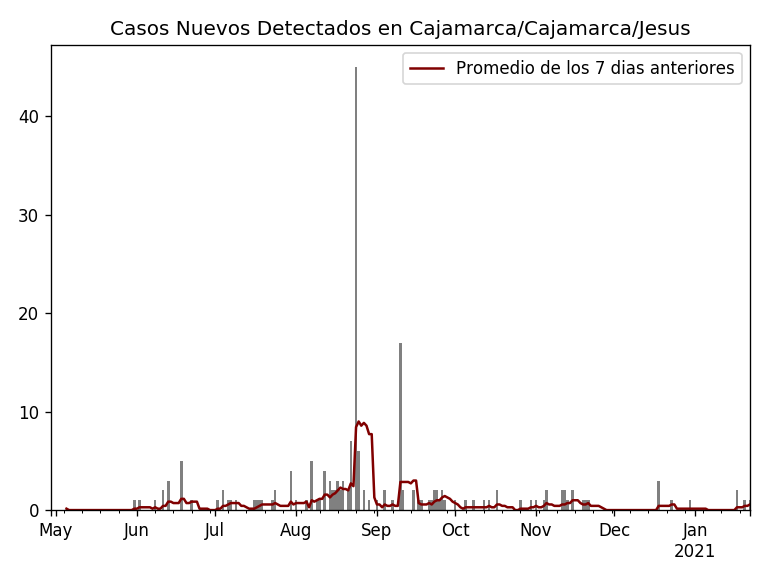 Casos Nuevos Detectados en Cajamarca/Cajamarca/Jesus
Promedio de los 7 dias anteriores
40
30
20
10
0
May Jun Jul Aug Sep Oct Nov Dec Jan
2021